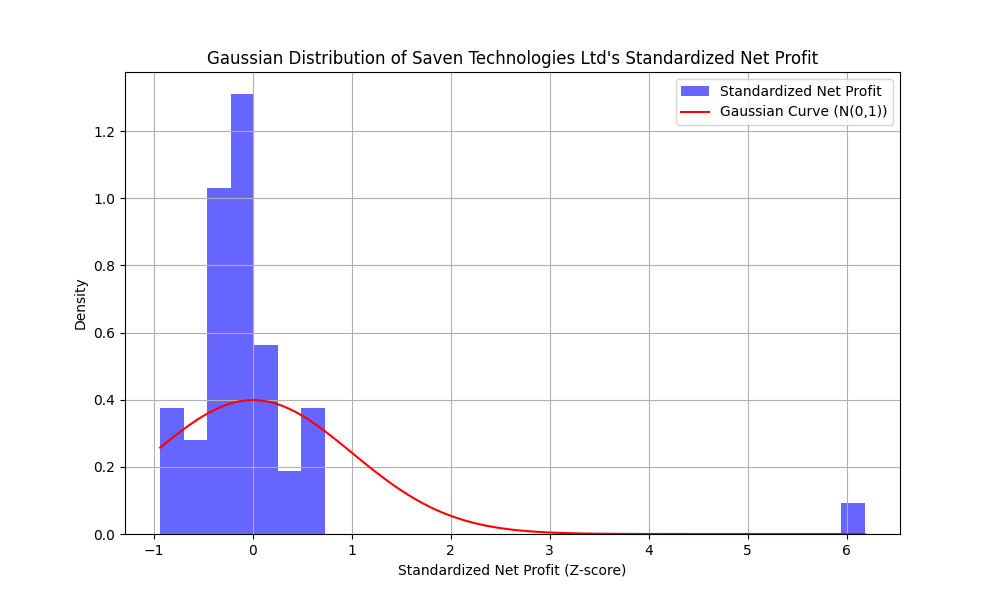 Gaussian Distribution of Saven Technologies Ltd's Standardized Net Profit
Standardized Net Profit
Gaussian Curve (N(0,1))
Density
1.2
1.0
0.8
0.6
0.4
0.2
0.0
−1 0 1 2 3 4 5 6
Standardized Net Profit (Z-score)